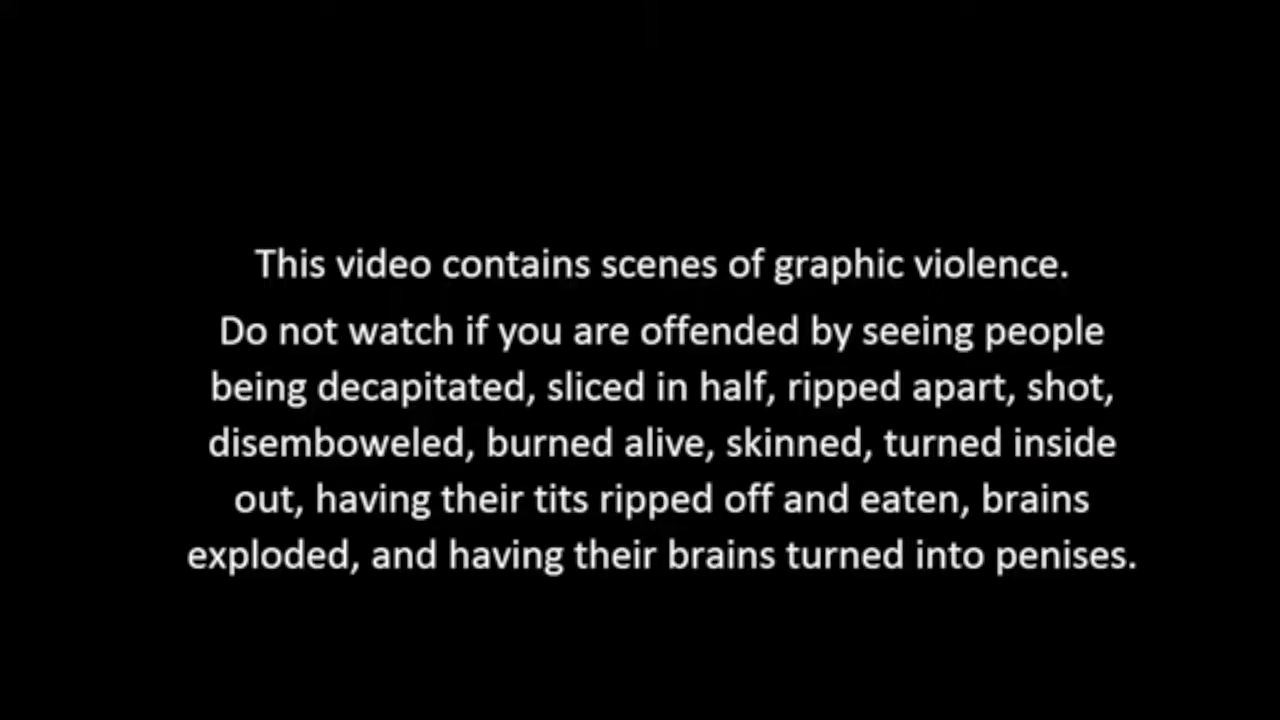 This video contains scenes of graphic violence.
Do not watch if you are offended by seeing people
being decapitated, sliced in half, ripped apart, shot,
disemboweled, burned alive, skinned, turned inside
out, having their tits ripped off and eaten, brains
exploded, and having their brains turned into penises.